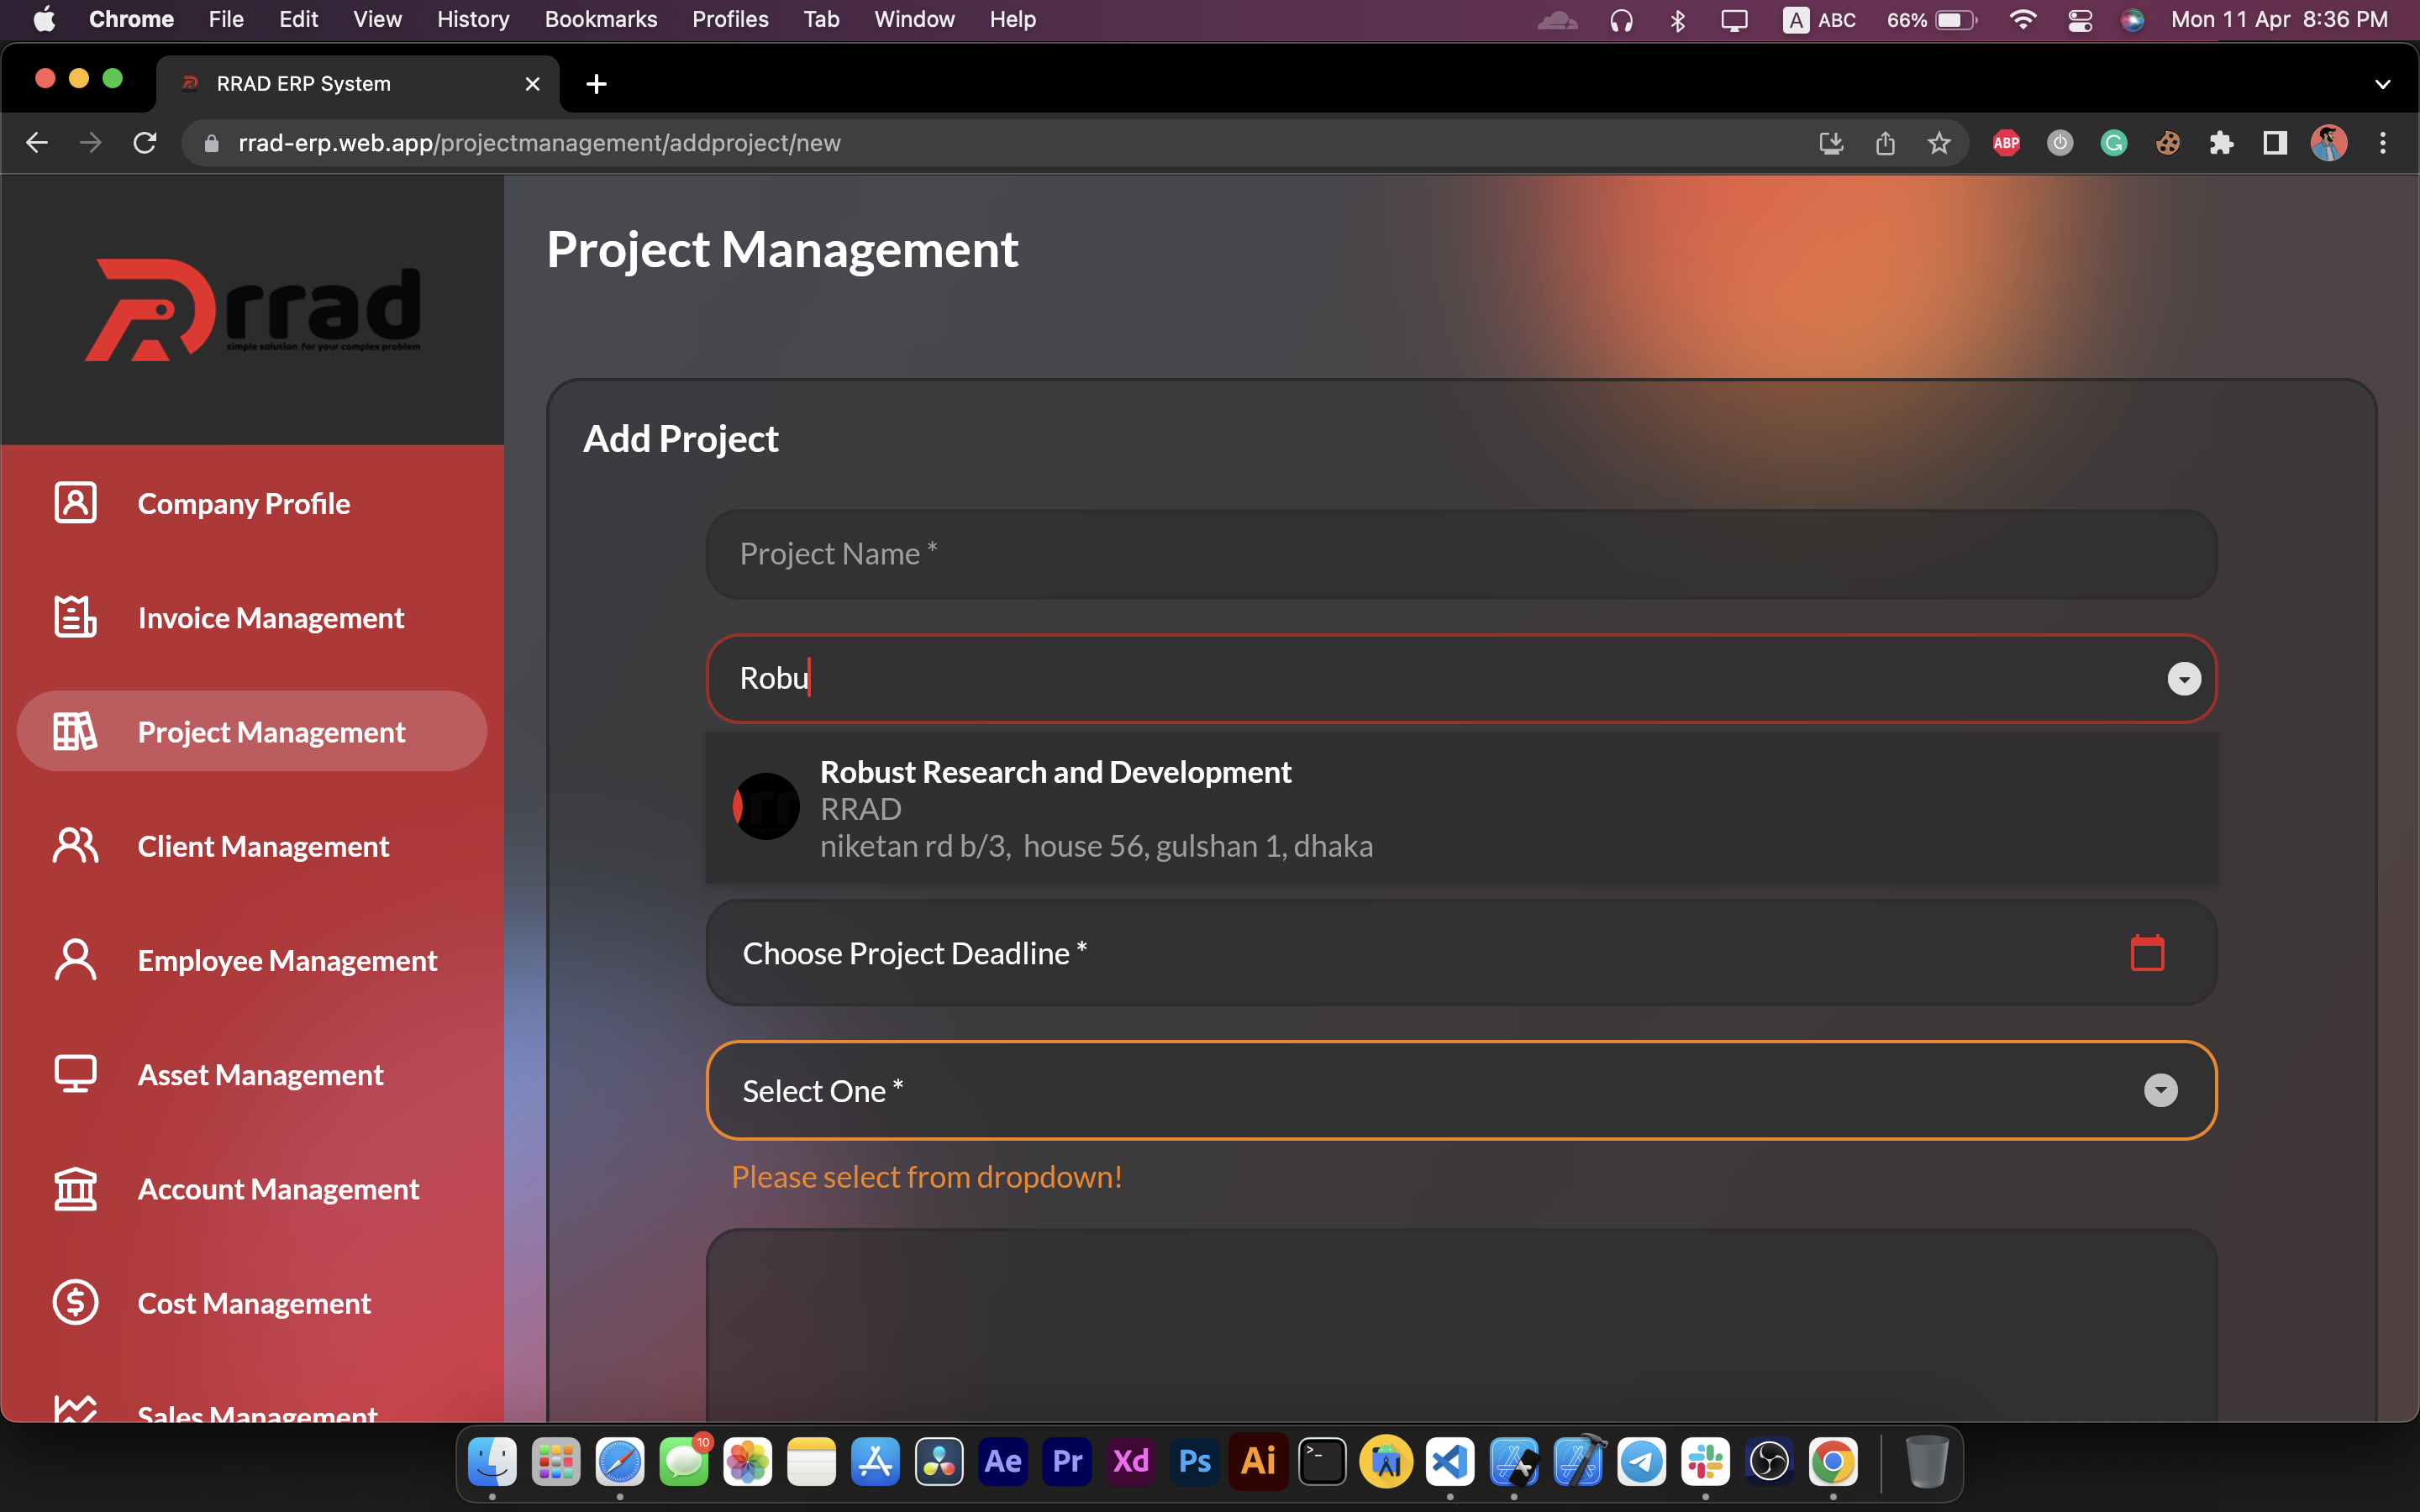 Chrome File Edit View History Bookmarks Profiles Tab Window Help A ABC 66% Mon 11 Apr 8:36 PM
RRAD ERP System
rrad-erp.web.app/projectmanagement/addproject/new
ABP
rrad
simple solution for your complex problem
Project Management
Add Project
Company Profile
Invoice Management
Project Management
Client Management
Employee Management
Asset Management
Account Management
Cost Management
Sales Management
Project Name *
Robu
Robust Research and Development
RRAD
niketan rd b/3, house 56, gulshan 1, dhaka
Choose Project Deadline *
Select One *
Please select from dropdown!
10
Ae Pr Xd Ps Ai >_